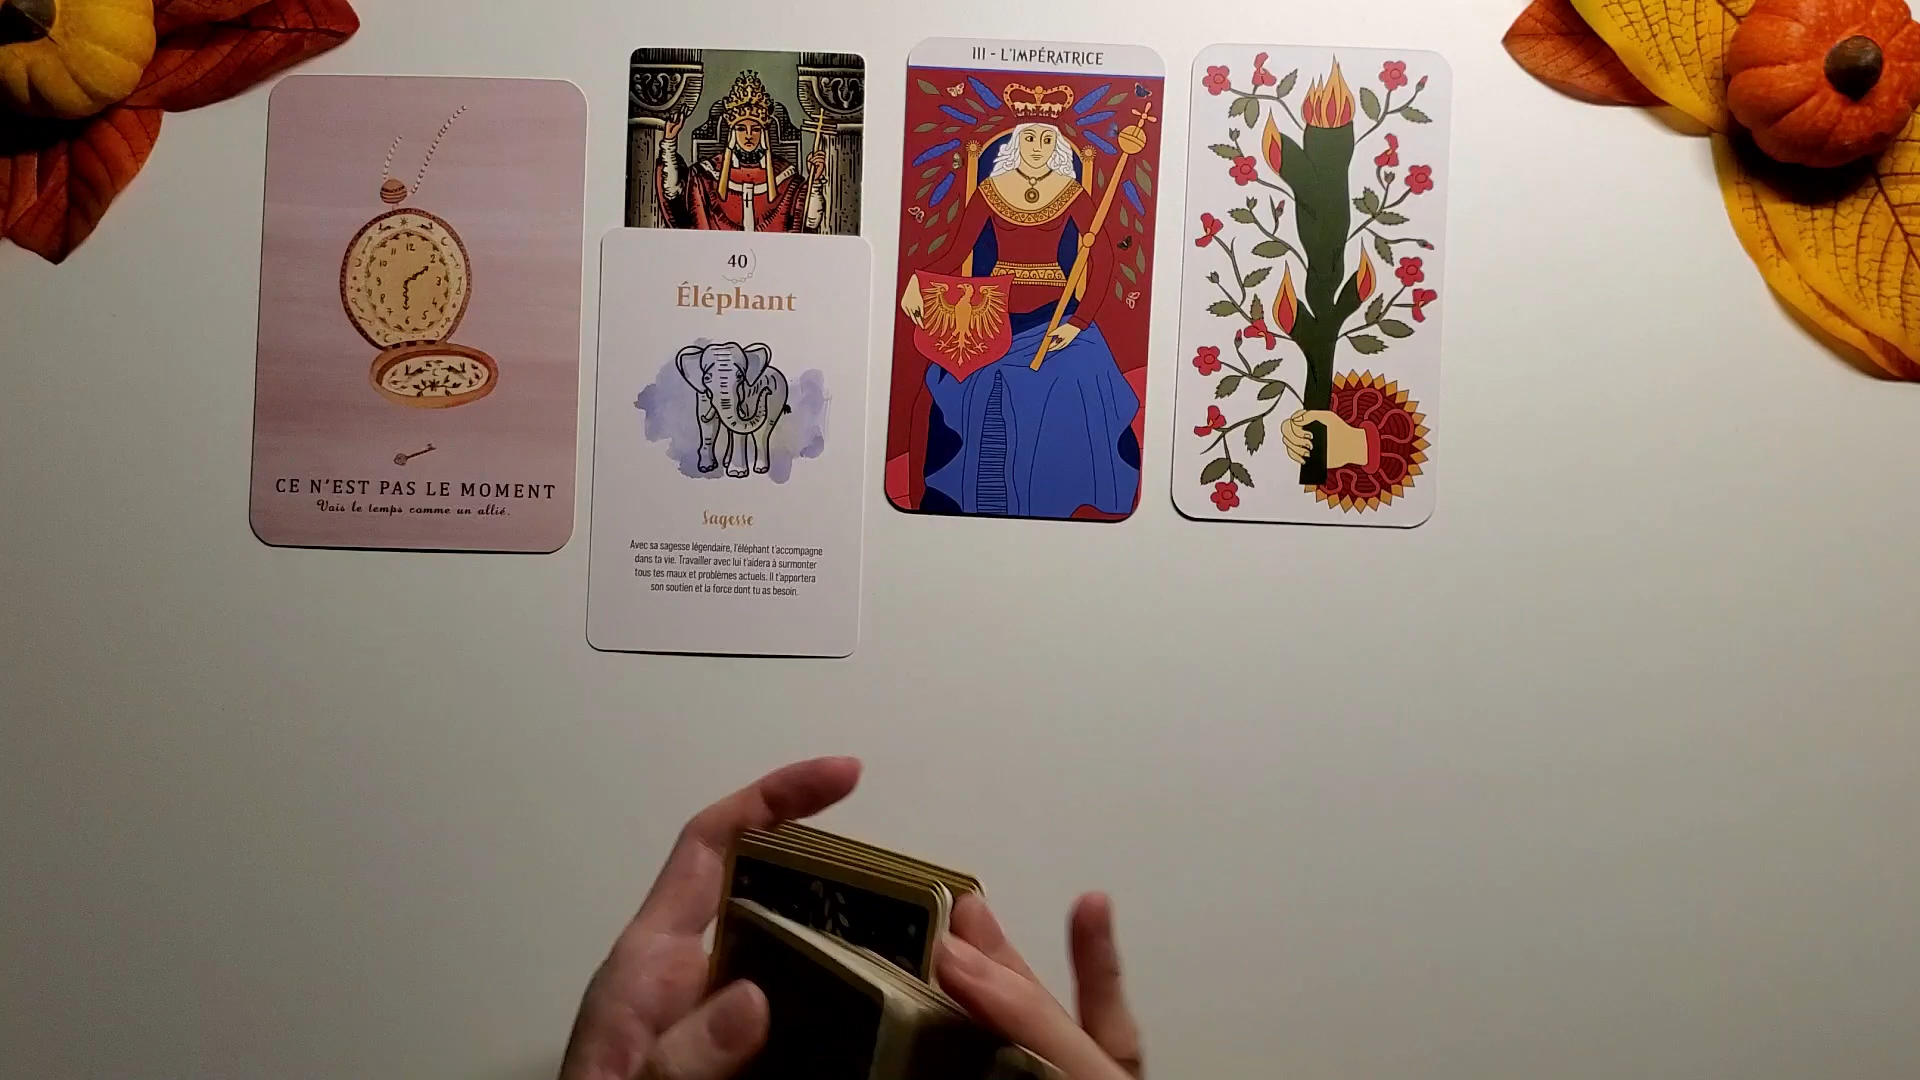 CE N'EST PAS LE MOMENT
Vois le temps comme un allié.
40
Éléphant
Sagesse
Avec sa sagesse légendaire, l'éléphant t'accompagne
dans ta vie. Travailler avec lui t'aidera à surmonter
tous tes maux et problèmes actuels. Il t'apportera
son soutien et la force dont tu as besoin.
III - L'IMPÉRATRICE